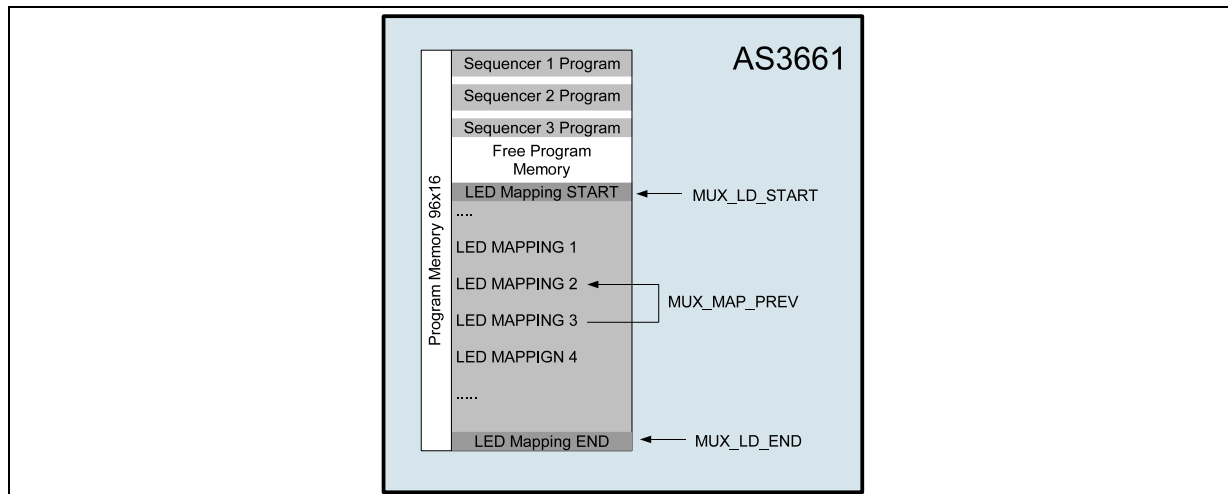 AS3661
Program Memory 96x16
Sequencer 1 Program
Sequencer 2 Program
Sequencer 3 Program
Free Program
Memory
LED Mapping START
MUX_LD_START
....
LED MAPPING 1
LED MAPPING 2
MUX_MAP_PREV
LED MAPPING 3
LED MAPPIGN 4
.....
LED Mapping END
MUX_LD_END